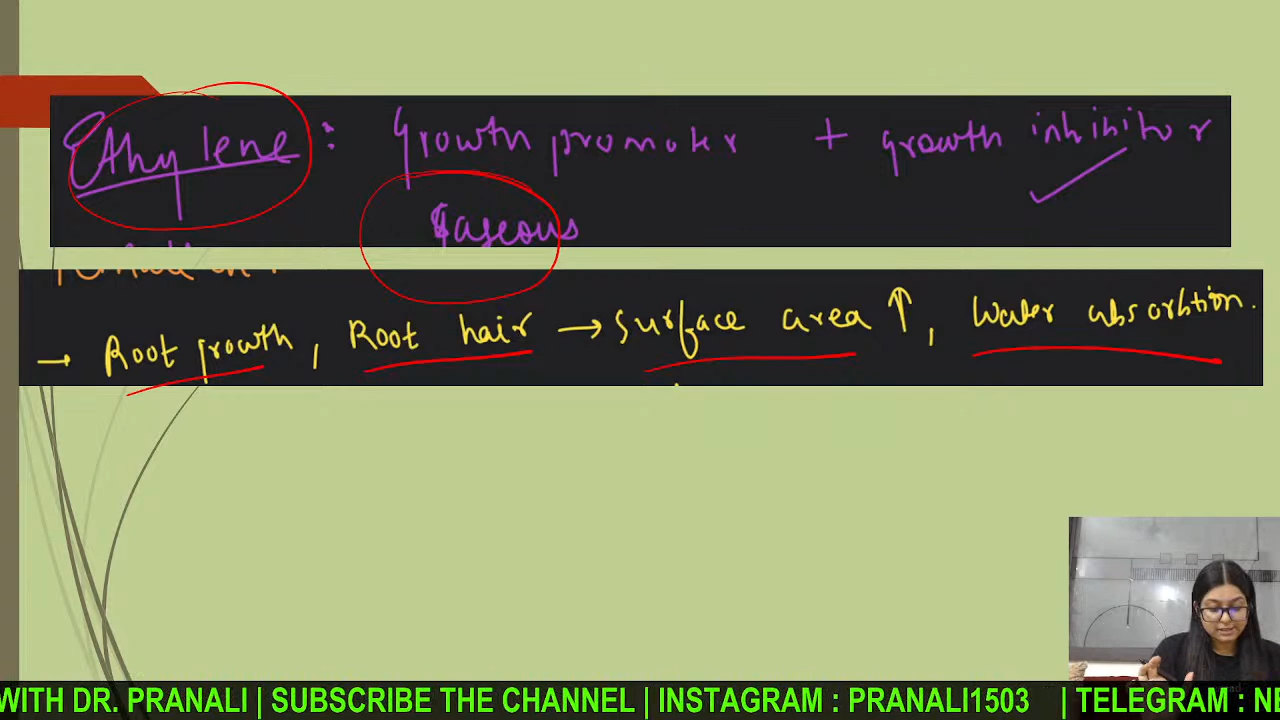 Ethylene : Growth promoter + growth inhibitor
Gaseous
→ Root growth, Root hair → surface area ↑, Water absorbtion.
WITH DR. PRANALI | SUBSCRIBE THE CHANNEL | INSTAGRAM : PRANALI1503 | TELEGRAM : NE